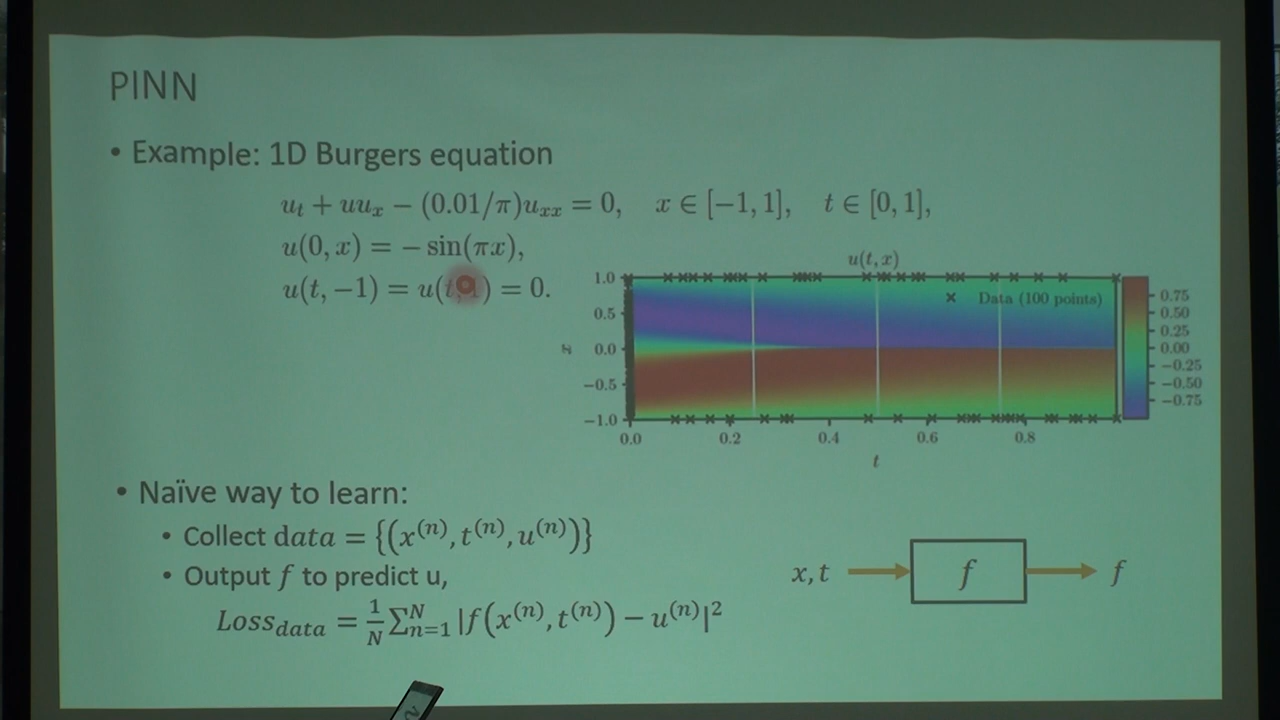 PINN
• Example: 1D Burgers equation
u_t + uu_x − (0.01/π)u_xx = 0, x ∈ [−1, 1], t ∈ [0, 1],
u(0, x) = − sin(πx),
u(t, −1) = u( ) = 0.
u(t, x)
× Data (100 points)
1.0
0.5
0.0
−0.5
−1.0
x
0.0 0.2 0.4 0.6 0.8
t
0.75
0.50
0.25
0.00
−0.25
−0.50
−0.75
• Naïve way to learn:
• Collect data = {(x^(n), t^(n), u^(n))}
• Output f to predict u,
Loss_data = 1/N ∑_{n=1}^{N} |f(x^(n), t^(n)) − u^(n)|^2
x, t f f